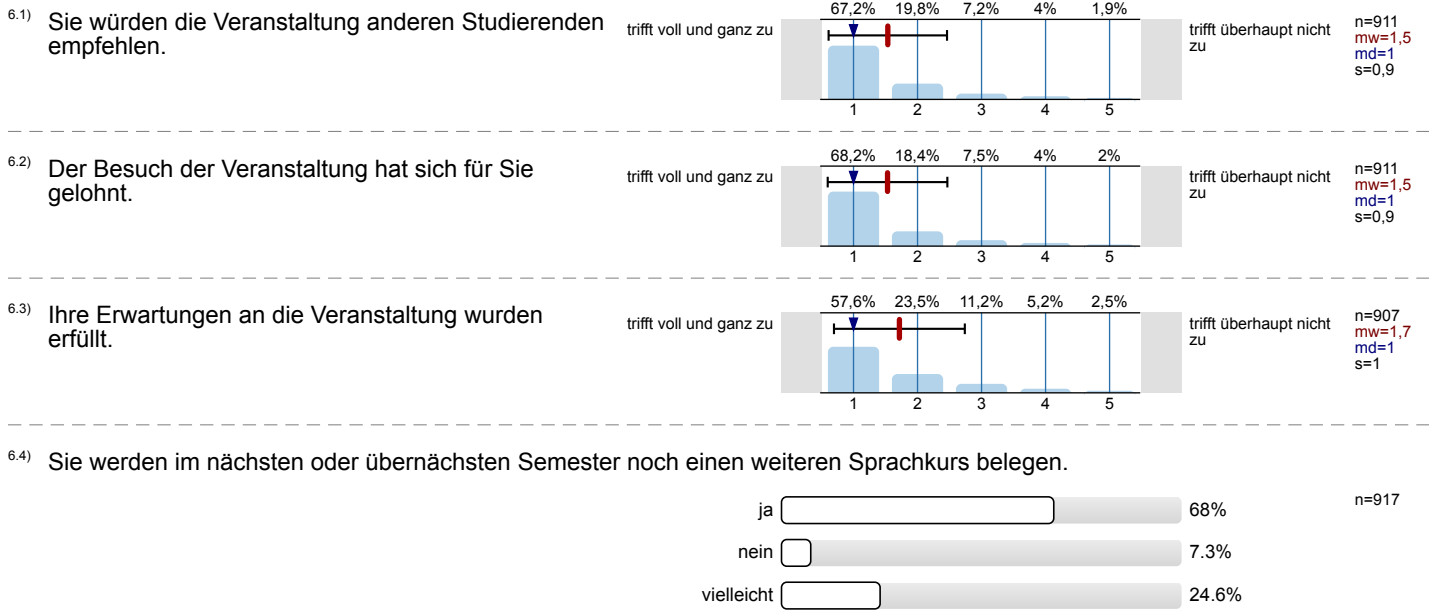 6.1) Sie würden die Veranstaltung anderen Studierenden
empfehlen.
trifft voll und ganz zu
67,2% 19,8% 7,2% 4% 1,9%
1 2 3 4 5
trifft überhaupt nicht
zu
n=911
mw=1,5
md=1
s=0,9
6.2) Der Besuch der Veranstaltung hat sich für Sie
gelohnt.
trifft voll und ganz zu
68,2% 18,4% 7,5% 4% 2%
1 2 3 4 5
trifft überhaupt nicht
zu
n=911
mw=1,5
md=1
s=0,9
6.3) Ihre Erwartungen an die Veranstaltung wurden
erfüllt.
trifft voll und ganz zu
57,6% 23,5% 11,2% 5,2% 2,5%
1 2 3 4 5
trifft überhaupt nicht
zu
n=907
mw=1,7
md=1
s=1
6.4) Sie werden im nächsten oder übernächsten Semester noch einen weiteren Sprachkurs belegen.
ja 68% n=917
nein 7.3%
vielleicht 24.6%